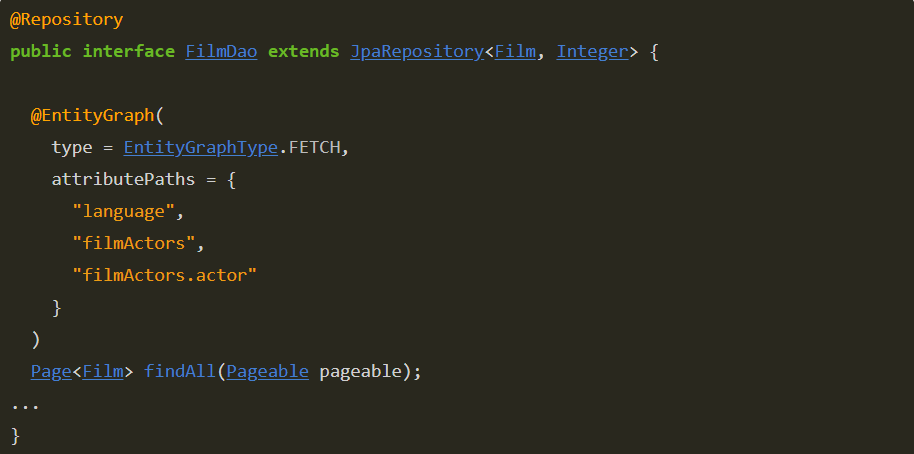 @Repository
public interface FilmDao extends JpaRepository<Film, Integer> {
@EntityGraph(
type = EntityGraphType.FETCH,
attributePaths = {
"language",
"filmActors",
"filmActors.actor"
}
)
Page<Film> findAll(Pageable pageable);
...
}